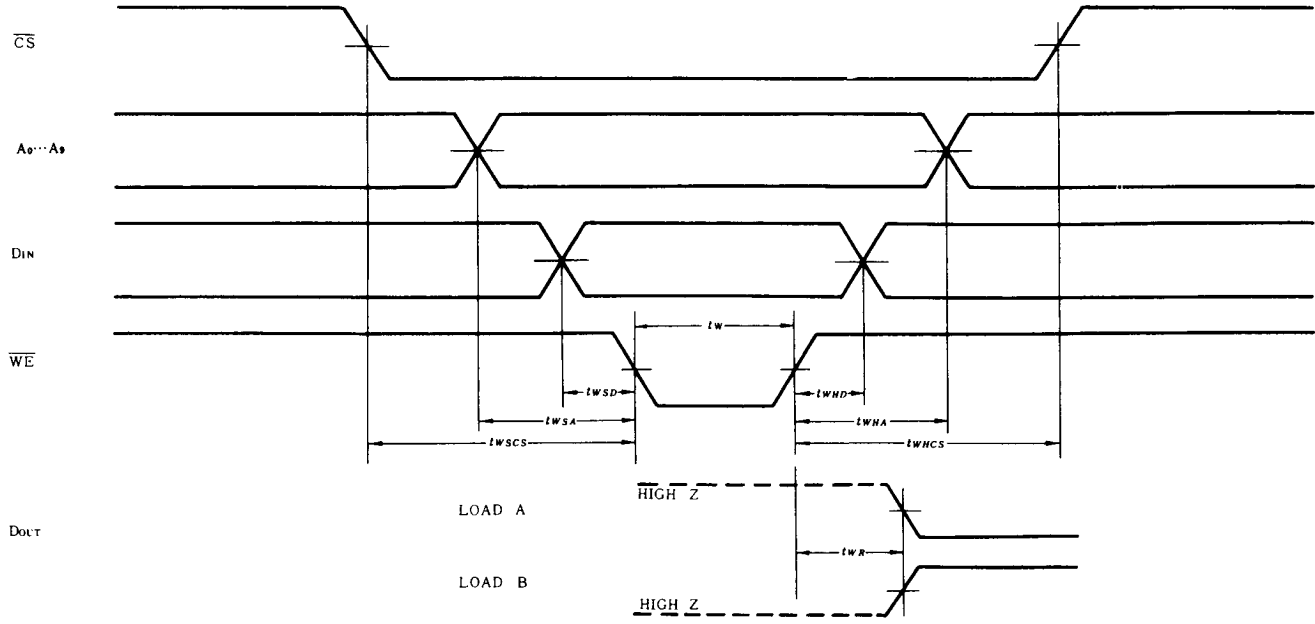 CS
A0...A9
DIN
tW
WE
tWSD
tWHD
tWSA
tWHA
tWSCS
tWHCS
HIGH Z
LOAD A
DOUT
tWR
LOAD B
HIGH Z